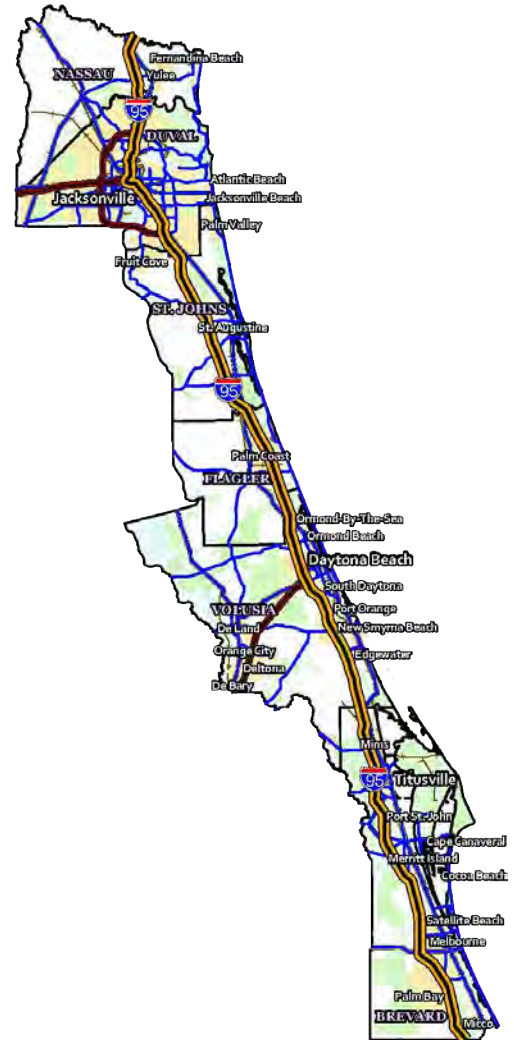 Fernandina Beach
NASSAU
Yulee
95
DUVAL
Atlantic Beach
Jacksonville
Jacksonville Beach
Palm Valley
Fruit Cove
ST. JOHNS
St. Augustine
95
Palm Coast
FLAGLER
Ormond-By-The-Sea
Ormond Beach
Daytona Beach
South Daytona
VOLUSIA
Port Orange
De Land
New Smyrna Beach
Orange City
Edgewater
Deltona
De Bary
Mims
95
Titusville
Port St. John
Cape Canaveral
Merritt Island
Cocoa Beach
Satellite Beach
Melbourne
Palm Bay
BREVARD
Micco